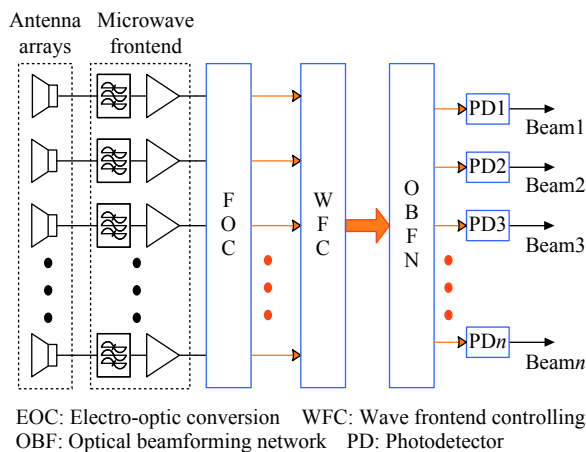 Antenna arrays
Microwave frontend
F O C
W F C
O B F N
PD1
Beam1
PD2
Beam2
PD3
Beam3
PDn
Beamn
EOC: Electro-optic conversion WFC: Wave frontend controlling
OBF: Optical beamforming network PD: Photodetector